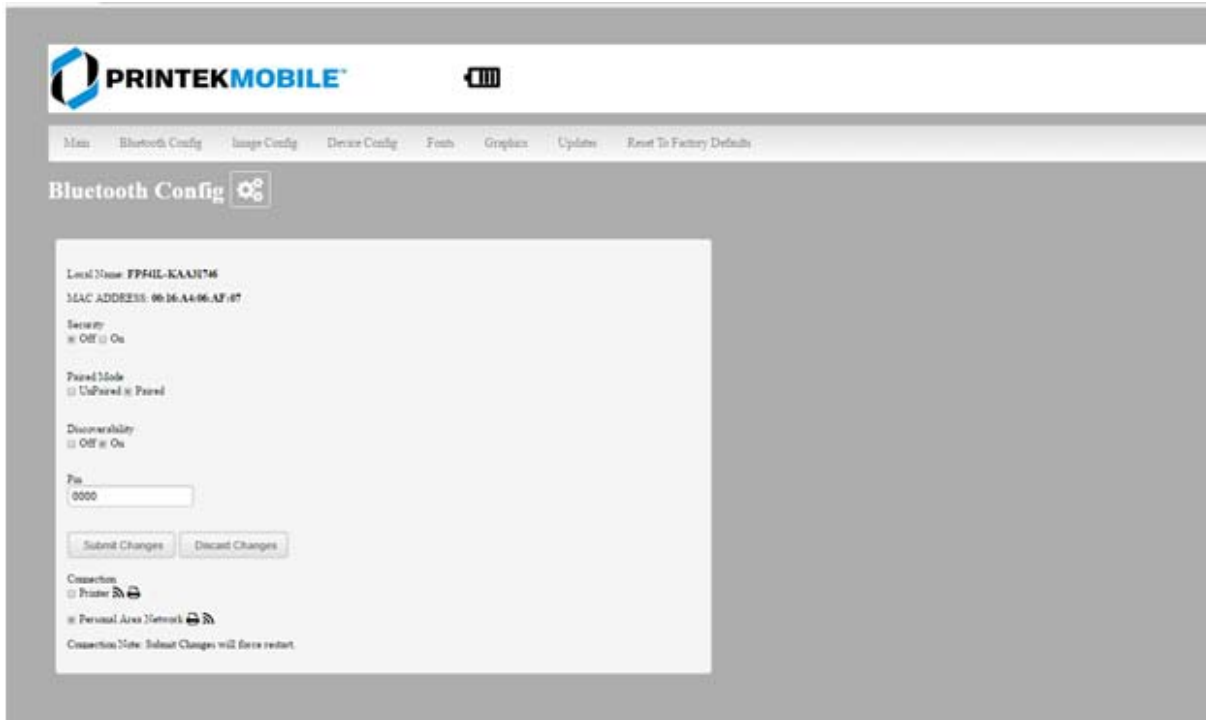 PRINTEKMOBILE™
Main Bluetooth Config Image Config Device Config Fonts Graphics Updates Reset To Factory Defaults
Bluetooth Config
Local Name: FP541L-KAA31746
MAC ADDRESS: 00:16:A4:06:AF:07
Security
Off On
Paired Mode
UnPaired Paired
Discoverability
Off On
Pin
0000
Submit Changes Discard Changes
Connection
Printer
Personal Area Network
Connection Note: Submit Changes will force restart.